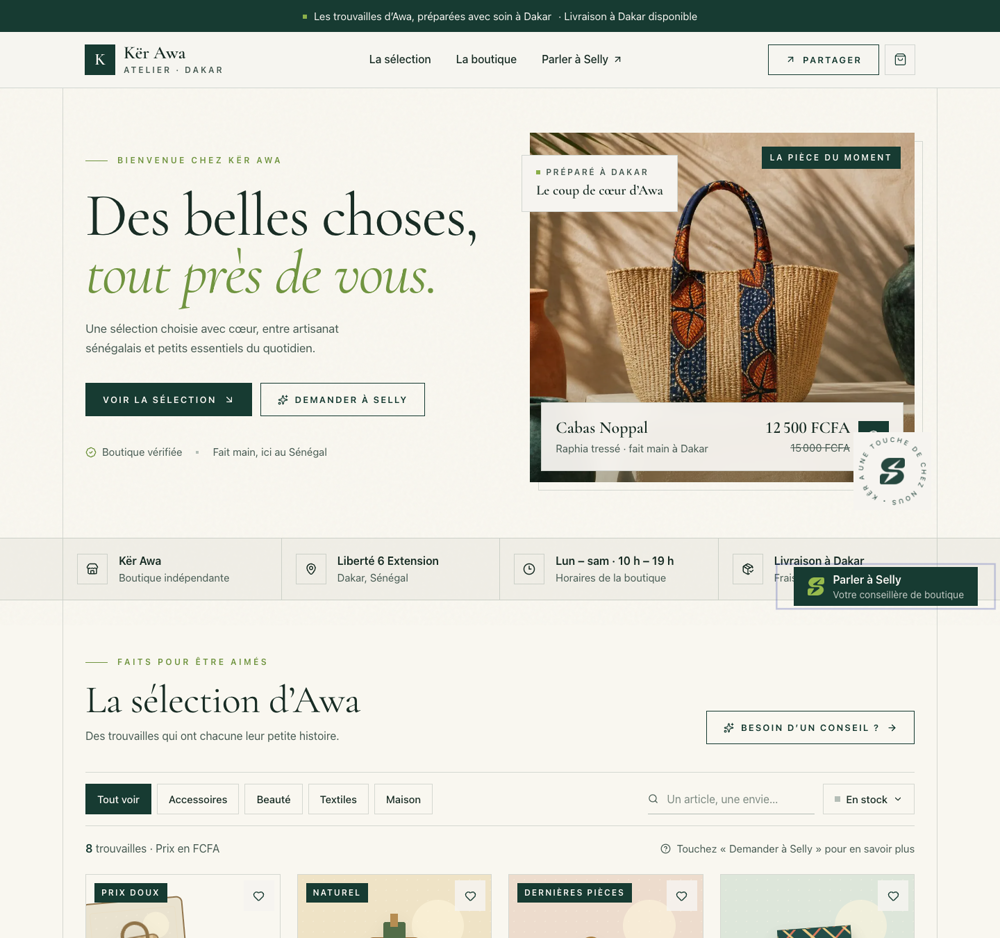 Les trouvailles d’Awa, préparées avec soin à Dakar · Livraison à Dakar disponible
K
Kër Awa
ATELIER · DAKAR
La sélection
La boutique
Parler à Selly
PARTAGER
BIENVENUE CHEZ KËR AWA
Des belles choses,
tout près de vous.
Une sélection choisie avec cœur, entre artisanat
sénégalais et petits essentiels du quotidien.
VOIR LA SÉLECTION
DEMANDER À SELLY
Boutique vérifiée
Fait main, ici au Sénégal
LA PIÈCE DU MOMENT
PRÉPARÉ À DAKAR
Le coup de cœur d’Awa
Cabas Noppal
12 500 FCFA
Raphia tressé · fait main à Dakar
15 000 FCFA
UNE TOUCHE DE CHEZ NOUS · KËR A
Kër Awa
Boutique indépendante
Liberté 6 Extension
Dakar, Sénégal
Lun – sam · 10 h – 19 h
Horaires de la boutique
Livraison à Dakar
Frais
Parler à Selly
Votre conseillère de boutique
FAITS POUR ÊTRE AIMÉS
La sélection d’Awa
Des trouvailles qui ont chacune leur petite histoire.
BESOIN D’UN CONSEIL ?
Tout voir
Accessoires
Beauté
Textiles
Maison
Un article, une envie…
En stock
8 trouvailles · Prix en FCFA
Touchez « Demander à Selly » pour en savoir plus
PRIX DOUX
NATUREL
DERNIÈRES PIÈCES